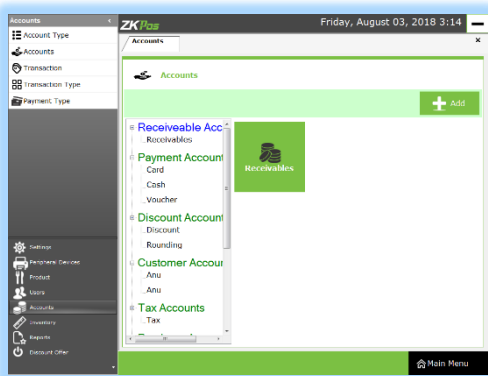 Accounts
ZKPos
Friday, August 03, 2018 3:14
Account Type
Accounts
Transaction
Transaction Type
Payment Type
Accounts
×
Accounts
Add
Receiveable Acc
Receivables
Payment Account
Card
Cash
Voucher
Discount Account
Discount
Rounding
Customer Accour
Anu
Anu
Tax Accounts
Tax
Receivables
Settings
Peripheral Devices
Product
Users
Accounts
Inventory
Reports
Discount Offer
Main Menu